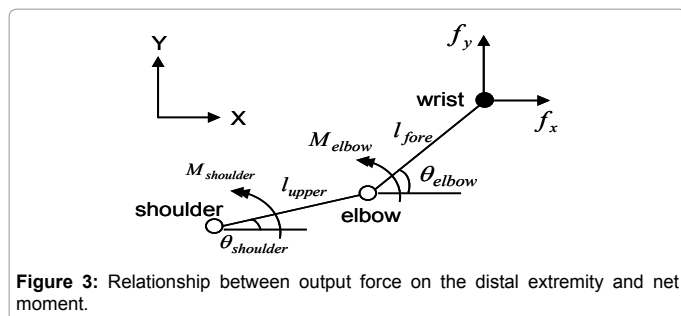 Y
X
f_y
wrist
f_x
l_fore
M_elbow
θ_elbow
M_shoulder
l_upper
shoulder
elbow
θ_shoulder
Figure 3: Relationship between output force on the distal extremity and net
moment.